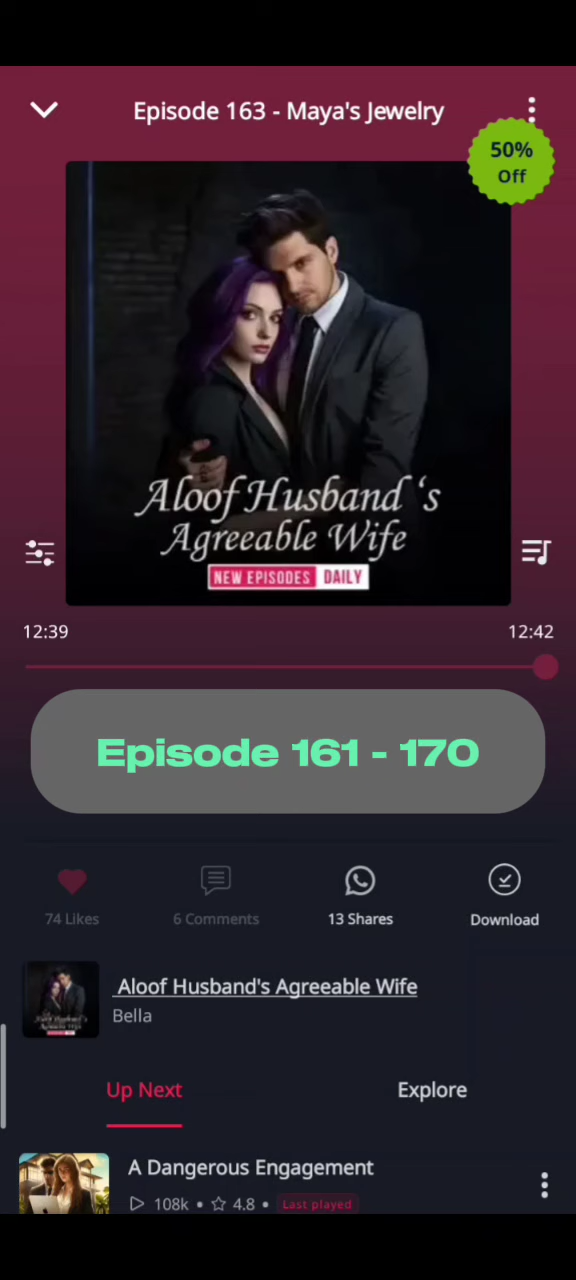 Episode 163 - Maya's Jewelry
50%
Off
Aloof Husband 's
Agreeable Wife
NEW EPISODES DAILY
12:39
12:42
Episode 161 - 170
74 Likes
6 Comments
13 Shares
Download
Aloof Husband's Agreeable Wife
Bella
Up Next
Explore
A Dangerous Engagement
108k • 4.8 • Last played